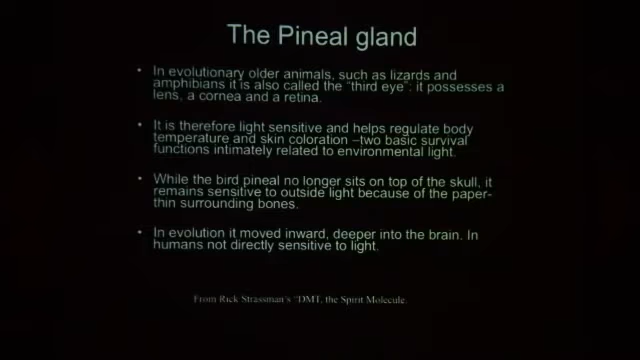 The Pineal gland
• In evolutionary older animals, such as lizards and
amphibians it is also called the "third eye": it possesses a
lens, a cornea and a retina.
• It is therefore light sensitive and helps regulate body
temperature and skin coloration –two basic survival
functions intimately related to environmental light.
• While the bird pineal no longer sits on top of the skull, it
remains sensitive to outside light because of the paper-
thin surrounding bones.
• In evolution it moved inward, deeper into the brain. In
humans not directly sensitive to light.
From Rick Strassman's "DMT, the Spirit Molecule.